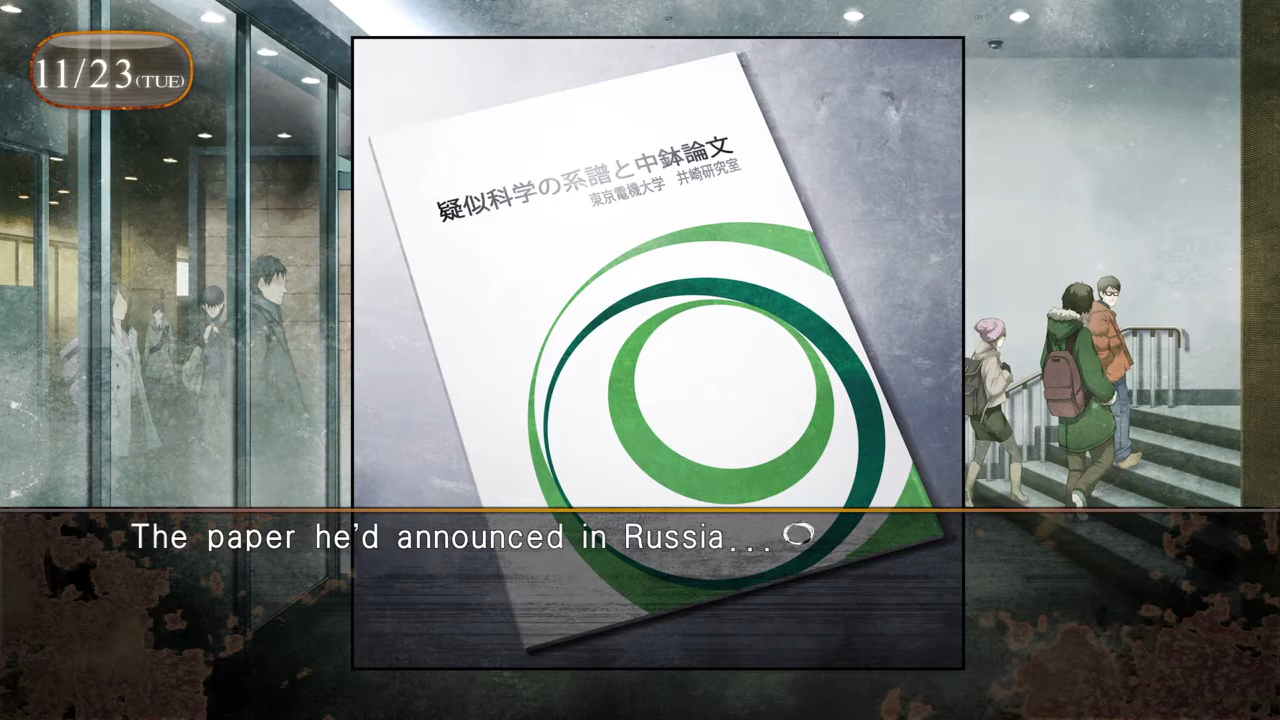 11/23(TUE)
疑似科学の系譜と中鉢論文
東京電機大学 井崎研究室
The paper he'd announced in Russia...